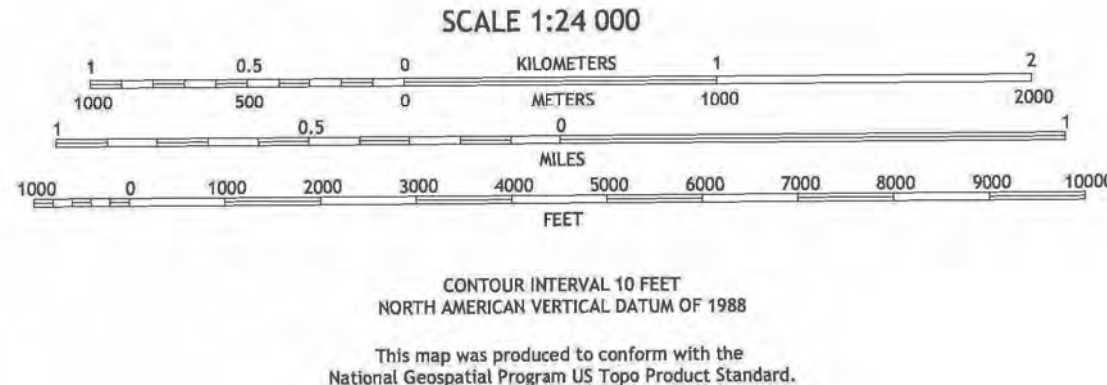 SCALE 1:24 000
1 0.5 0 KILOMETERS 1 2
1000 500 0 METERS 1000 2000
1 0.5 0 1
MILES
1000 0 1000 2000 3000 4000 5000 6000 7000 8000 9000 10000
FEET
CONTOUR INTERVAL 10 FEET
NORTH AMERICAN VERTICAL DATUM OF 1988
This map was produced to conform with the
National Geospatial Program US Topo Product Standard.